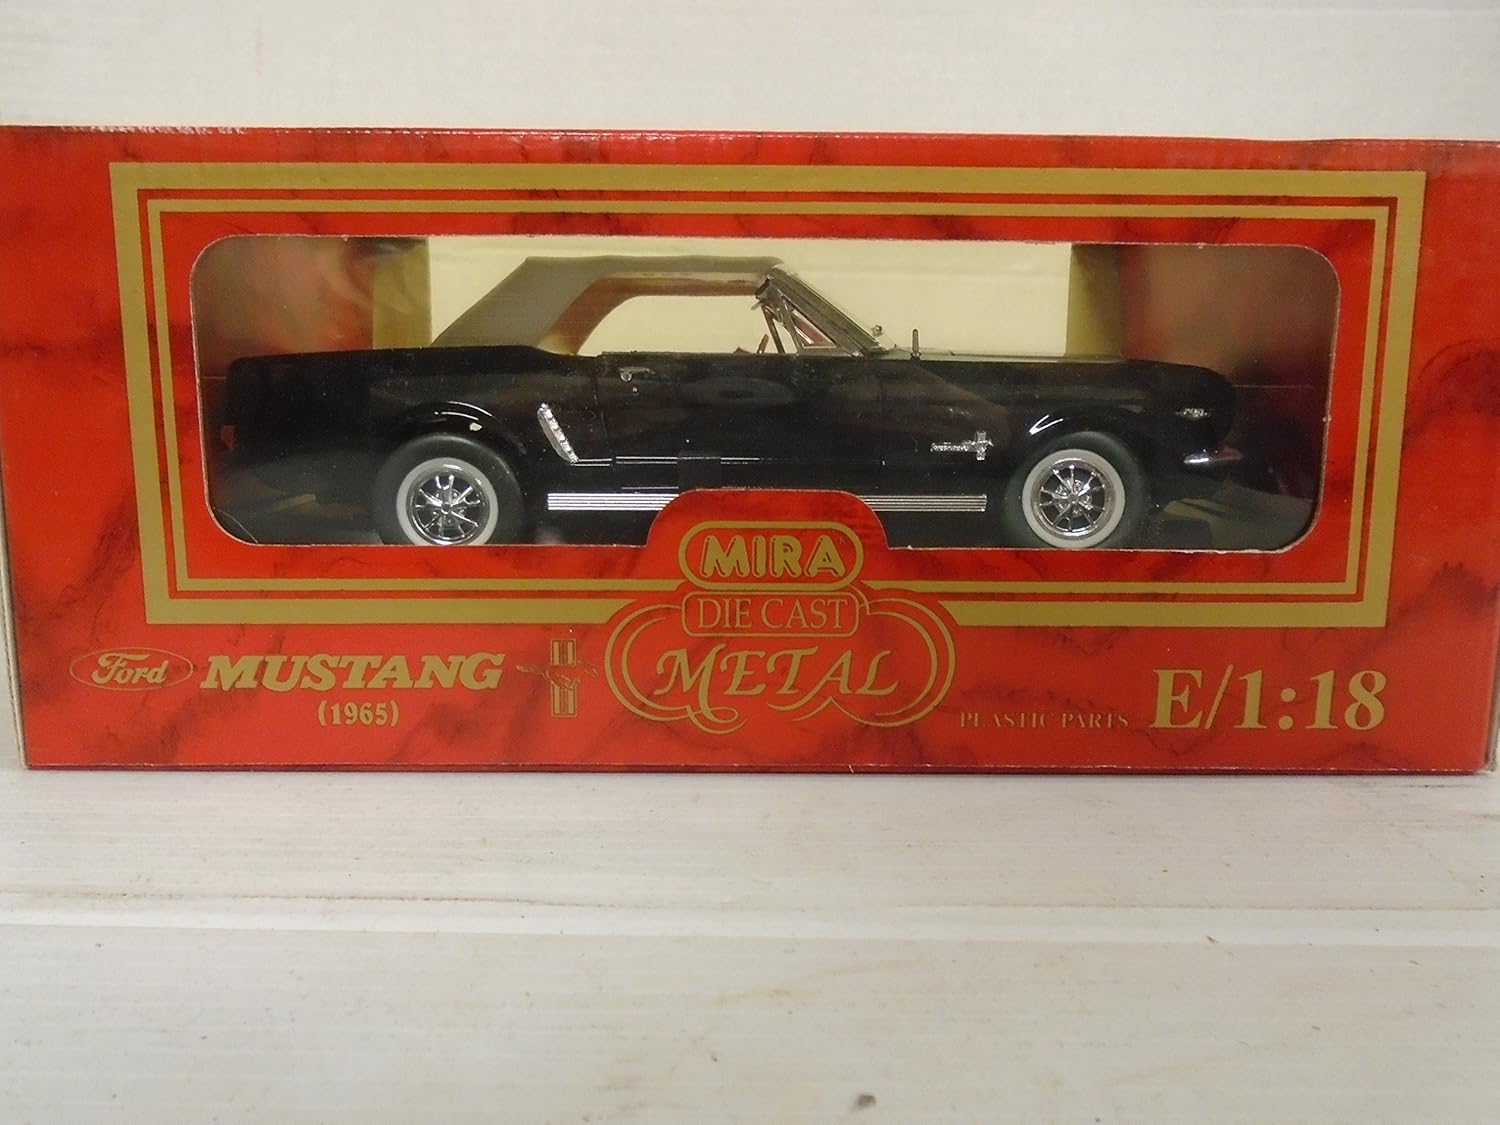 MIRA
DIE CAST
METAL
Ford MUSTANG
(1965)
PLASTIC PARTS E/1:18